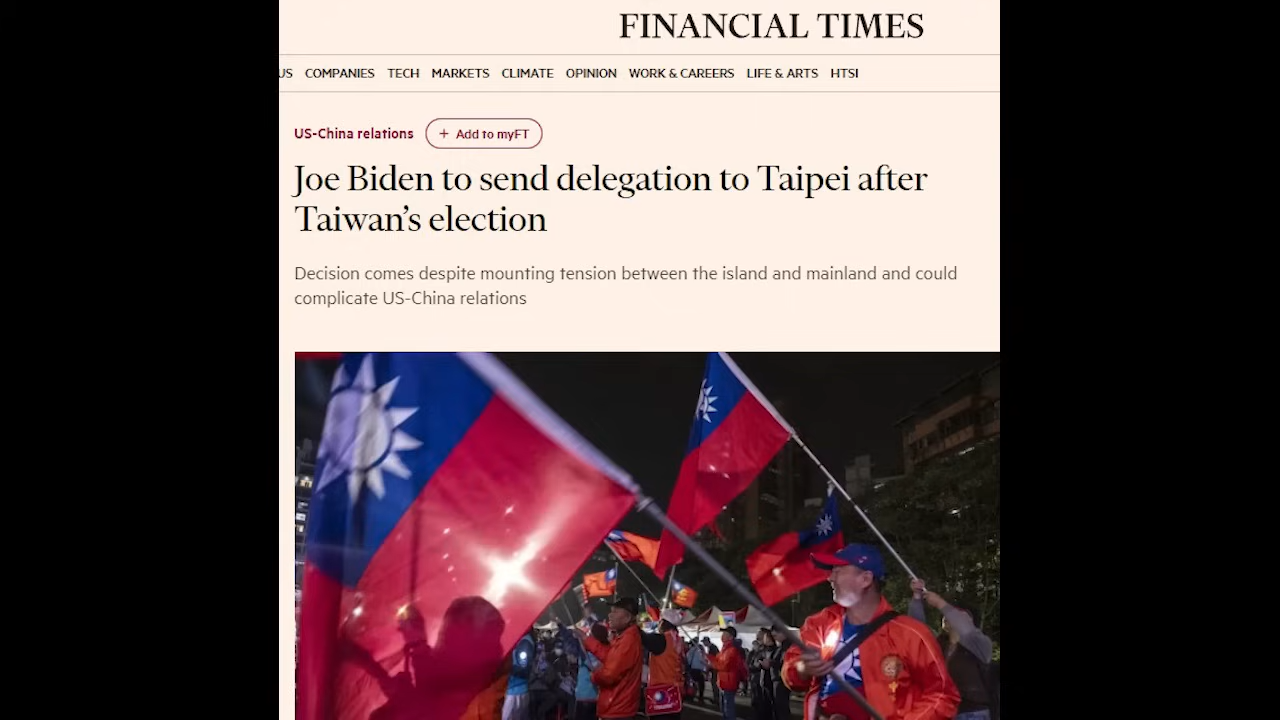 FINANCIAL TIMES
US COMPANIES TECH MARKETS CLIMATE OPINION WORK & CAREERS LIFE & ARTS HTSI
US-China relations + Add to myFT
Joe Biden to send delegation to Taipei after
Taiwan's election
Decision comes despite mounting tension between the island and mainland and could
complicate US-China relations